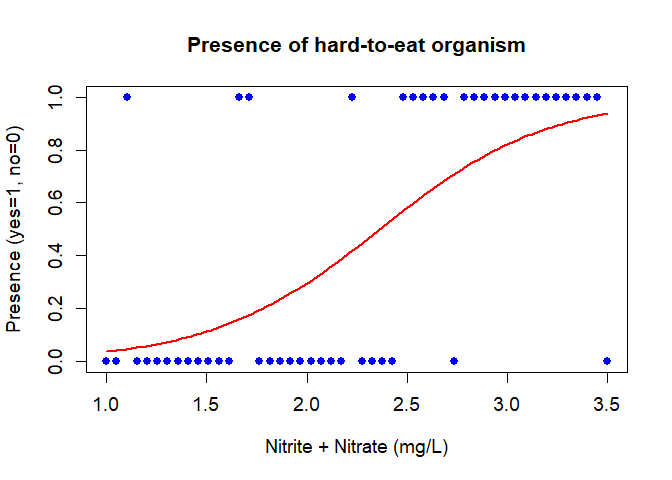 Presence of hard-to-eat organism
Presence (yes=1, no=0)
1.0
0.8
0.6
0.4
0.2
0.0
1.0 1.5 2.0 2.5 3.0 3.5
Nitrite + Nitrate (mg/L)